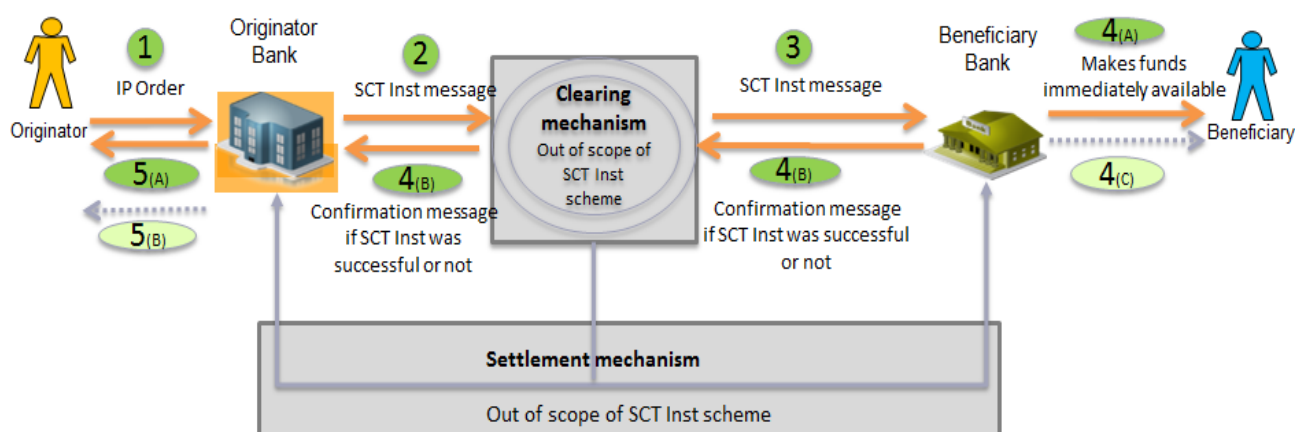 1
IP Order
Originator
5(A)
5(B)
Originator
Bank
2
SCT Inst message
4(B)
Confirmation message
if SCT Inst was
successful or not
Clearing
mechanism
Out of scope of
SCT Inst
scheme
3
SCT Inst message
4(B)
Confirmation message
if SCT Inst was successful
or not
Beneficiary
Bank
Bank
4(A)
Makes funds
immediately available
Beneficiary
4(C)
Settlement mechanism
Out of scope of SCT Inst scheme